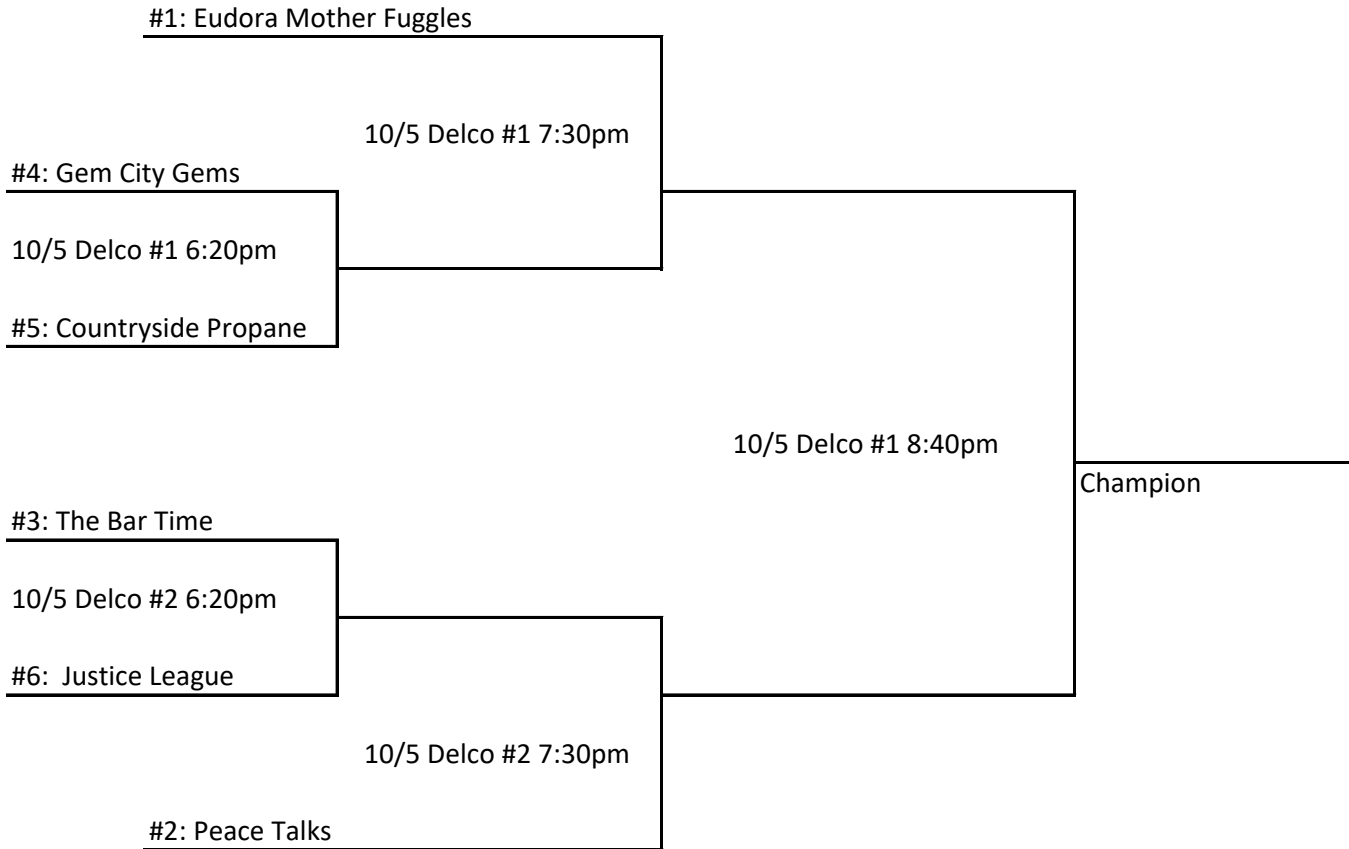 #1: Eudora Mother Fuggles
10/5 Delco #1 7:30pm
#4: Gem City Gems
10/5 Delco #1 6:20pm
#5: Countryside Propane
10/5 Delco #1 8:40pm
Champion
#3: The Bar Time
10/5 Delco #2 6:20pm
#6:  Justice League
10/5 Delco #2 7:30pm
#2: Peace Talks